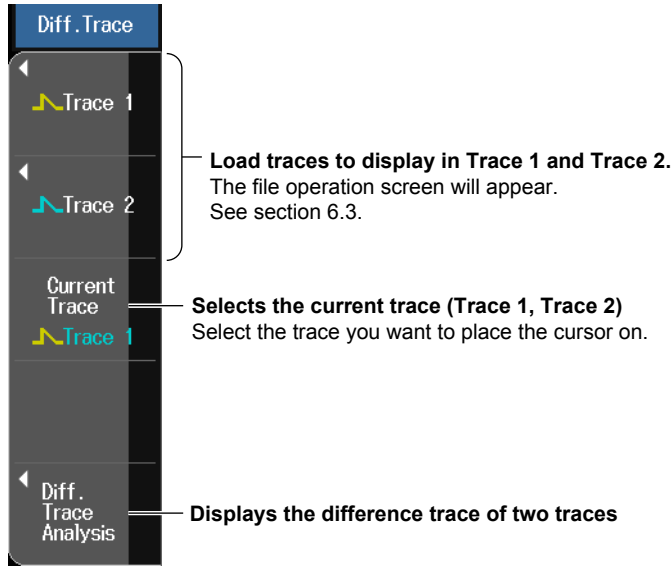 Diff.Trace
Trace 1
Load traces to display in Trace 1 and Trace 2.
The file operation screen will appear.
See section 6.3.
Trace 2
Current
Trace
Trace 1
Selects the current trace (Trace 1, Trace 2)
Select the trace you want to place the cursor on.
Diff.
Trace
Analysis
Displays the difference trace of two traces